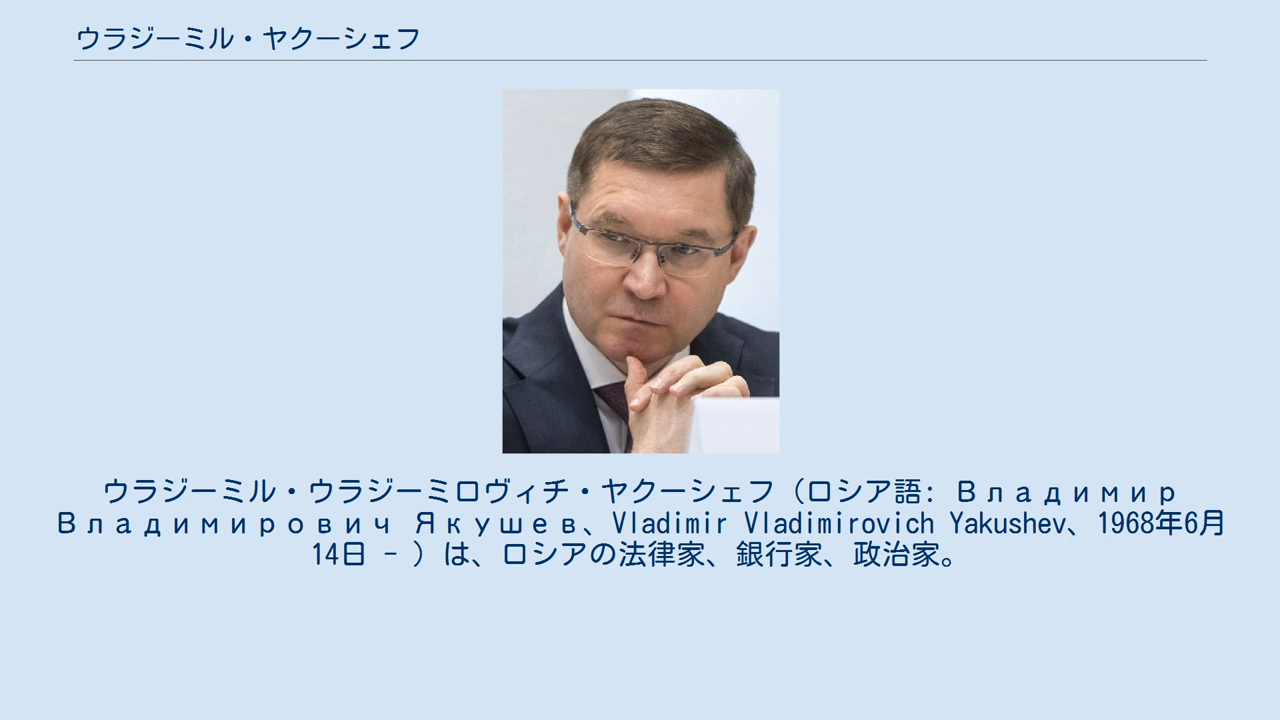 ウラジーミル・ヤクーシェフ
ウラジーミル・ウラジーミロヴィチ・ヤクーシェフ（ロシア語: Владимир
Владимирович Якушев、Vladimir Vladimirovich Yakushev、1968年6月
14日 - ）は、ロシアの法律家、銀行家、政治家。